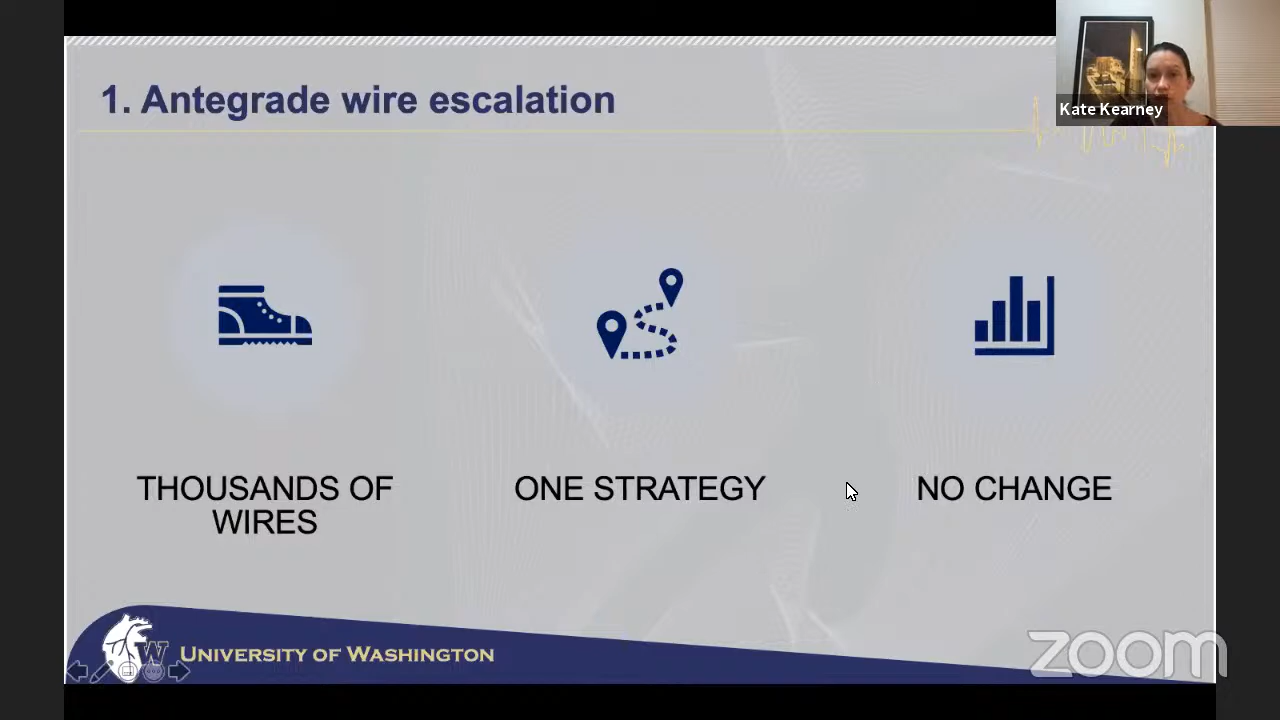 1. Antegrade wire escalation
Kate Kearney
THOUSANDS OF
WIRES
ONE STRATEGY
NO CHANGE
W
UNIVERSITY OF WASHINGTON
zoom